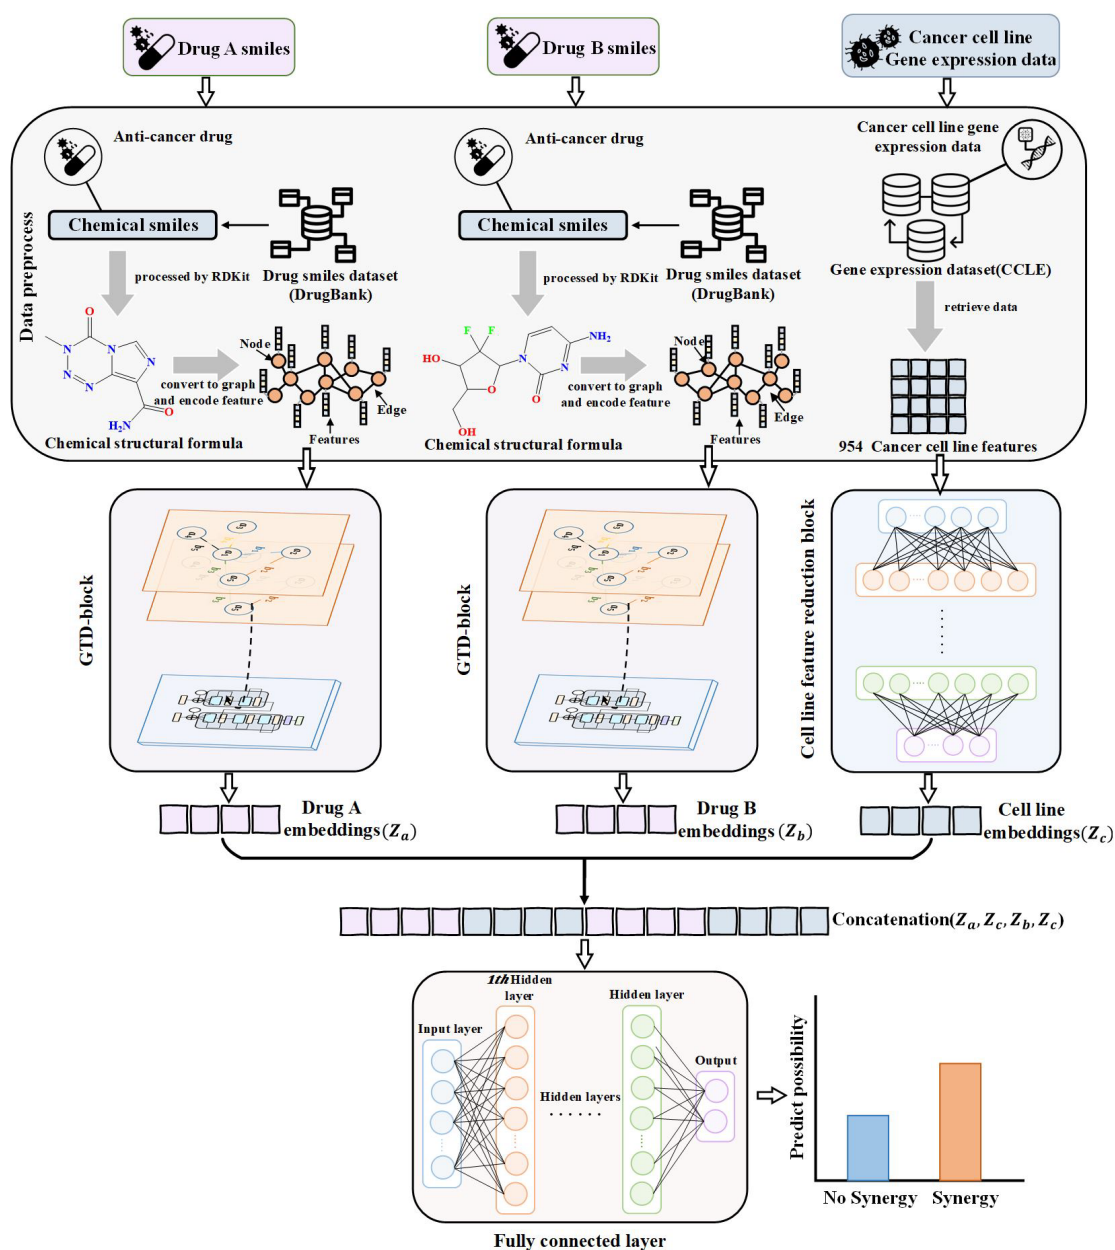 Drug A smiles
Drug B smiles
Cancer cell line
Gene expression data
Data preprocess
Anti-cancer drug
Chemical smiles
Drug smiles dataset
(DrugBank)
processed by RDKit
O
N
N
N
N
N
O
H₂N
convert to graph
and encode feature
Chemical structural formula
Node
Edge
Features
Anti-cancer drug
Chemical smiles
Drug smiles dataset
(DrugBank)
processed by RDKit
F
F
HO
O
OH
N
N
O
NH₂
convert to graph
and encode feature
Chemical structural formula
Node
Edge
Features
Cancer cell line gene
expression data
Gene expression dataset(CCLE)
retrieve data
954 Cancer cell line features
GTD-block
GTD-block
Cell line feature reduction block
Drug A
embeddings(Zₐ)
Drug B
embeddings (Z_b)
Cell line
embeddings(Z_c)
Concatenation(Z_a, Z_c, Z_b, Z_c)
Input layer
1th Hidden
layer
Hidden layers
Hidden layer
Output
Fully connected layer
Predict possibility
No Synergy
Synergy